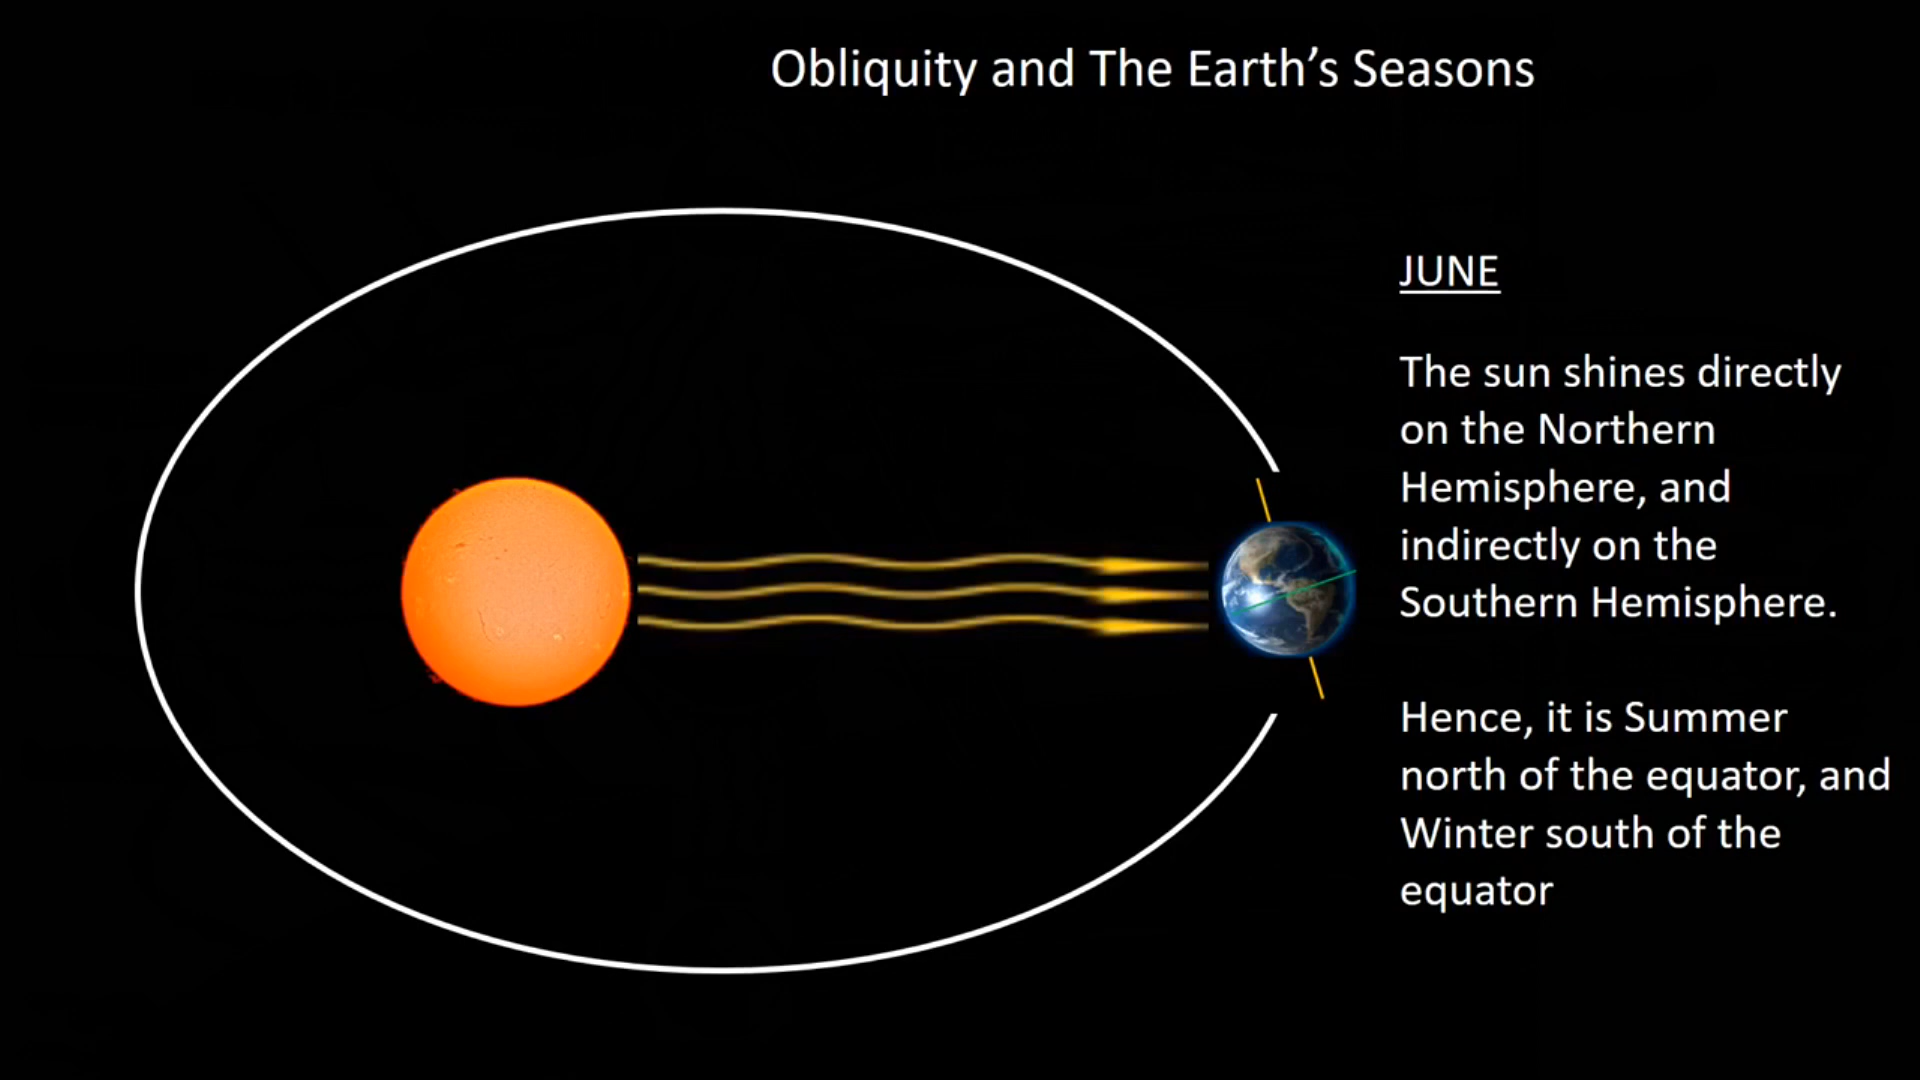 Obliquity and The Earth’s Seasons
JUNE
The sun shines directly
on the Northern
Hemisphere, and
indirectly on the
Southern Hemisphere.
Hence, it is Summer
north of the equator, and
Winter south of the
equator